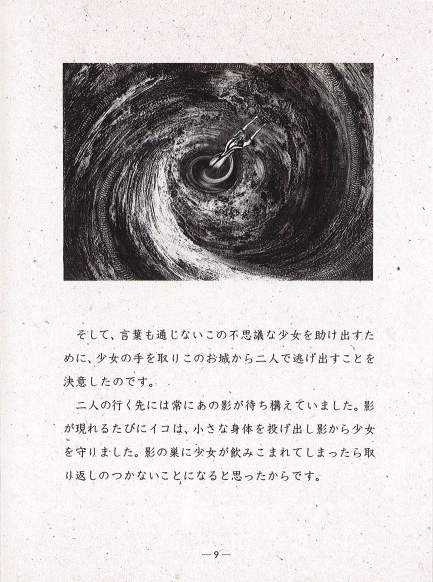 そして、言葉も通じないこの不思議な少女を助け出すた
めに、少女の手を取りこのお城から二人で逃げ出すことを
決意したのです。
二人の行く先には常にあの影が待ち構えていました。影
が現れるたびにイコは、小さな身体を投げ出し影から少女
を守りました。影の巣に少女が飲みこまれてしまったら取
り返しのつかないことになると思ったからです。
—9—